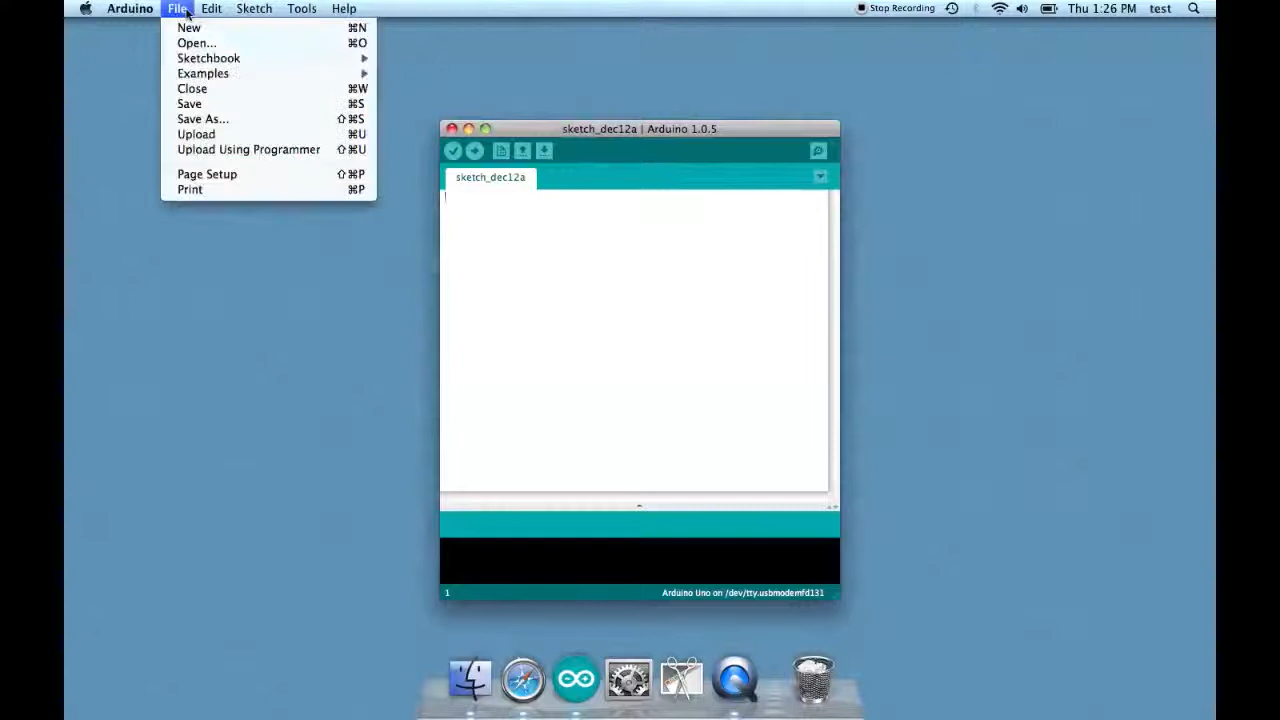 Arduino File Edit Sketch Tools Help Stop Recording Thu 1:26 PM test
New ⌘N
Open... ⌘O
Sketchbook
Examples
Close ⌘W
Save ⌘S
Save As... ⇧⌘S
Upload ⌘U
Upload Using Programmer ⇧⌘U
Page Setup ⇧⌘P
Print ⌘P
sketch_dec12a | Arduino 1.0.5
sketch_dec12a
1 Arduino Uno on /dev/tty.usbmodemfd131